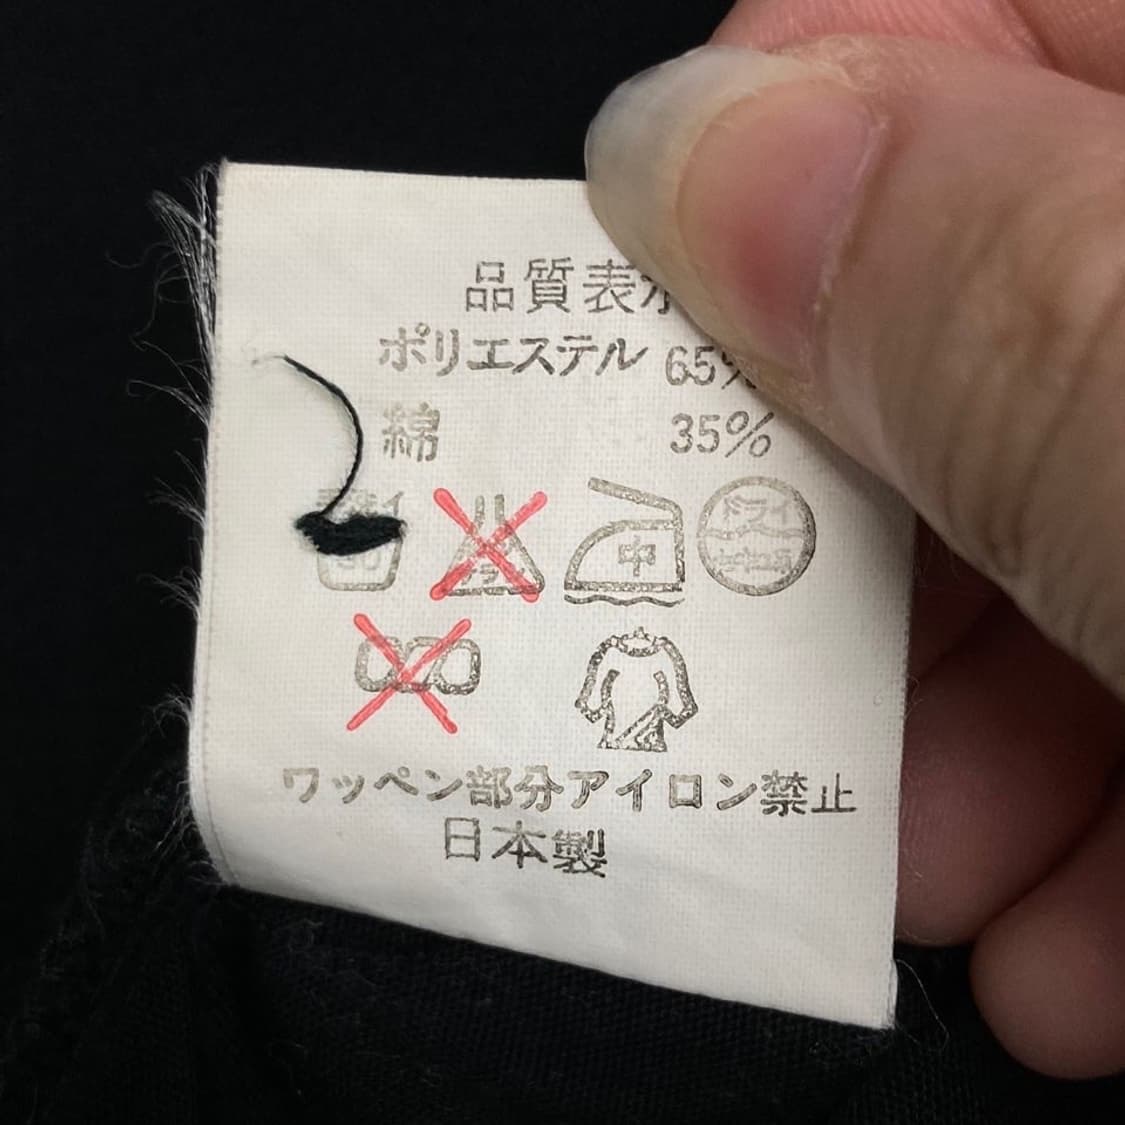 品質表示
ポリエステル 65%
綿 35%
中 ドライ
ワッペン部分アイロン禁止
日本製